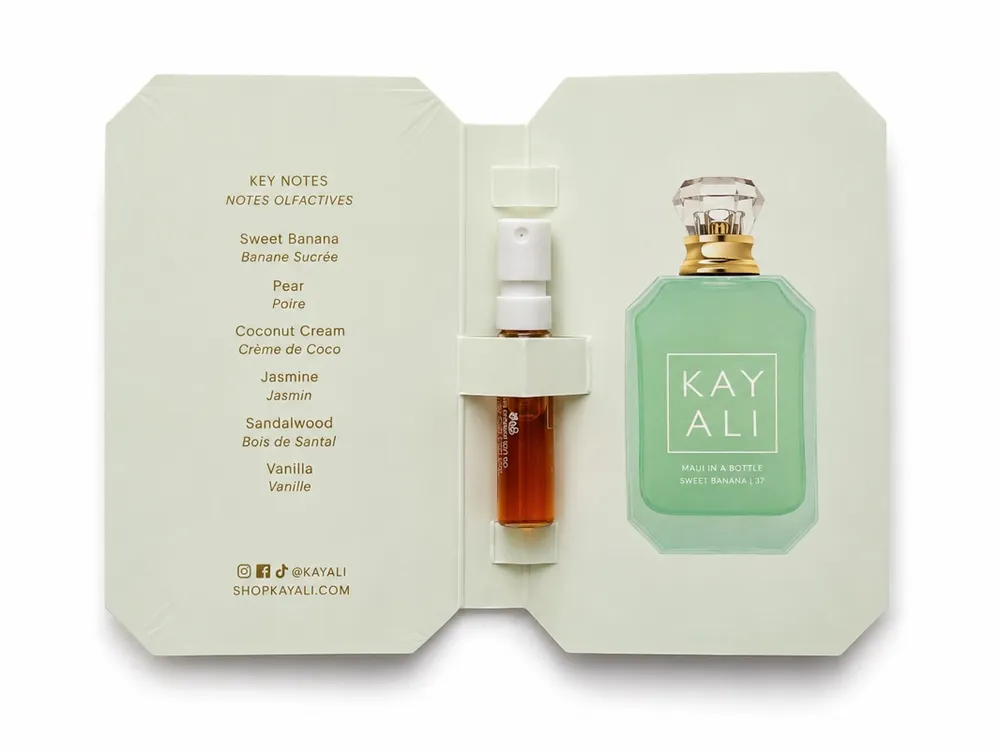 KEY NOTES
NOTES OLFACTIVES
Sweet Banana
Banane Sucrée
Pear
Poire
Coconut Cream
Crème de Coco
Jasmine
Jasmin
Sandalwood
Bois de Santal
Vanilla
Vanille
@KAYALI
SHOPKAYALI.COM
KAY
ALI
MAUI IN A BOTTLE
SWEET BANANA | 37